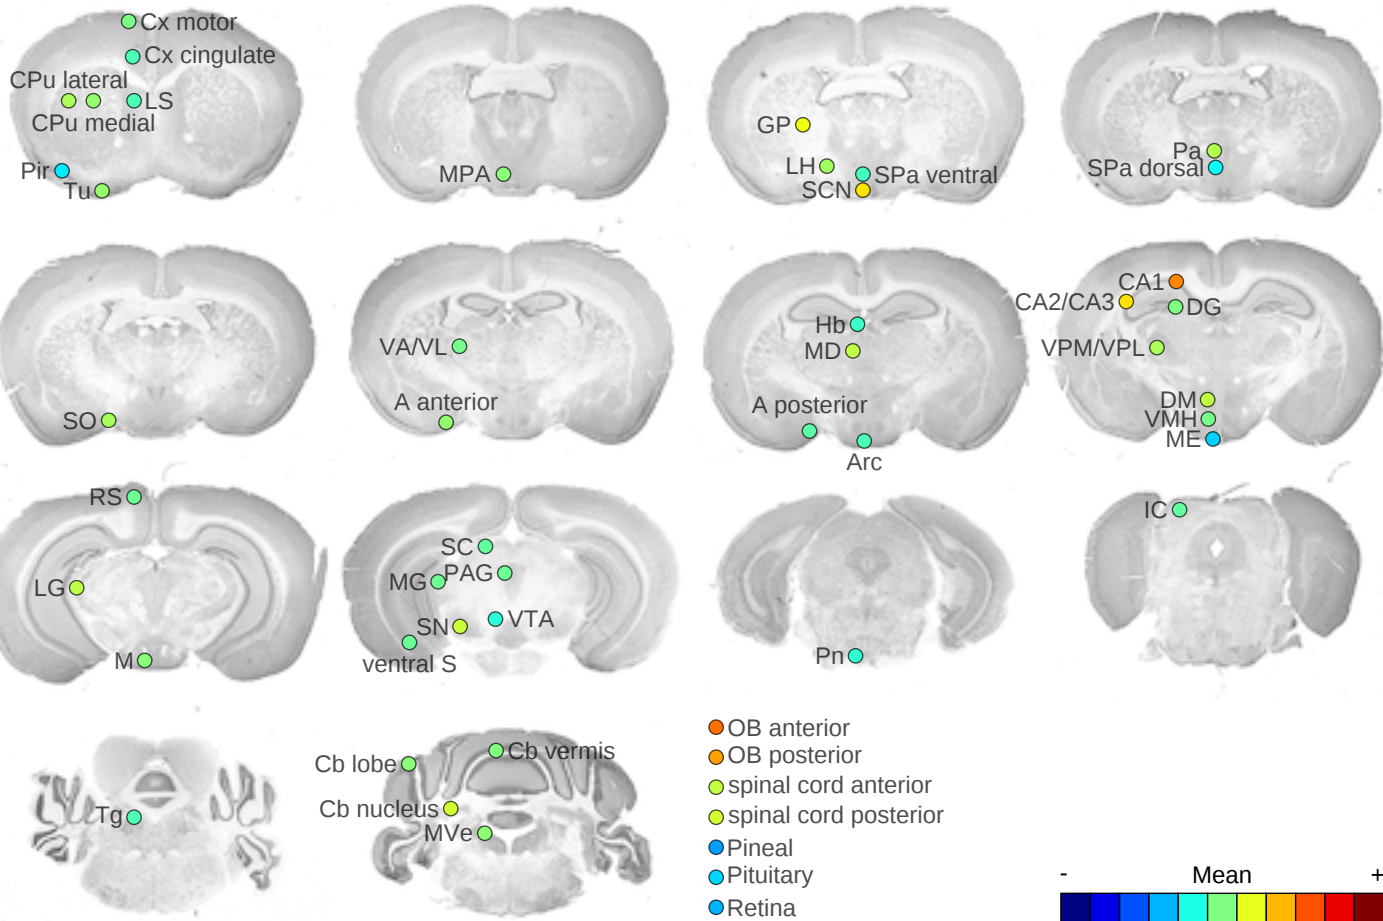 Cx motor
Cx cingulate
CPu lateral
LS
CPu medial
Pir
Tu
MPA
GP
LH
SPa ventral
SCN
Pa
SPa dorsal
SO
VA/VL
A anterior
Hb
MD
A posterior
Arc
CA1
CA2/CA3
DG
VPM/VPL
DM
VMH
ME
RS
LG
M
SC
MG
PAG
SN
VTA
ventral S
Pn
IC
Tg
Cb lobe
Cb vermis
Cb nucleus
MVe
OB anterior
OB posterior
spinal cord anterior
spinal cord posterior
Pineal
Pituitary
Retina
- Mean +